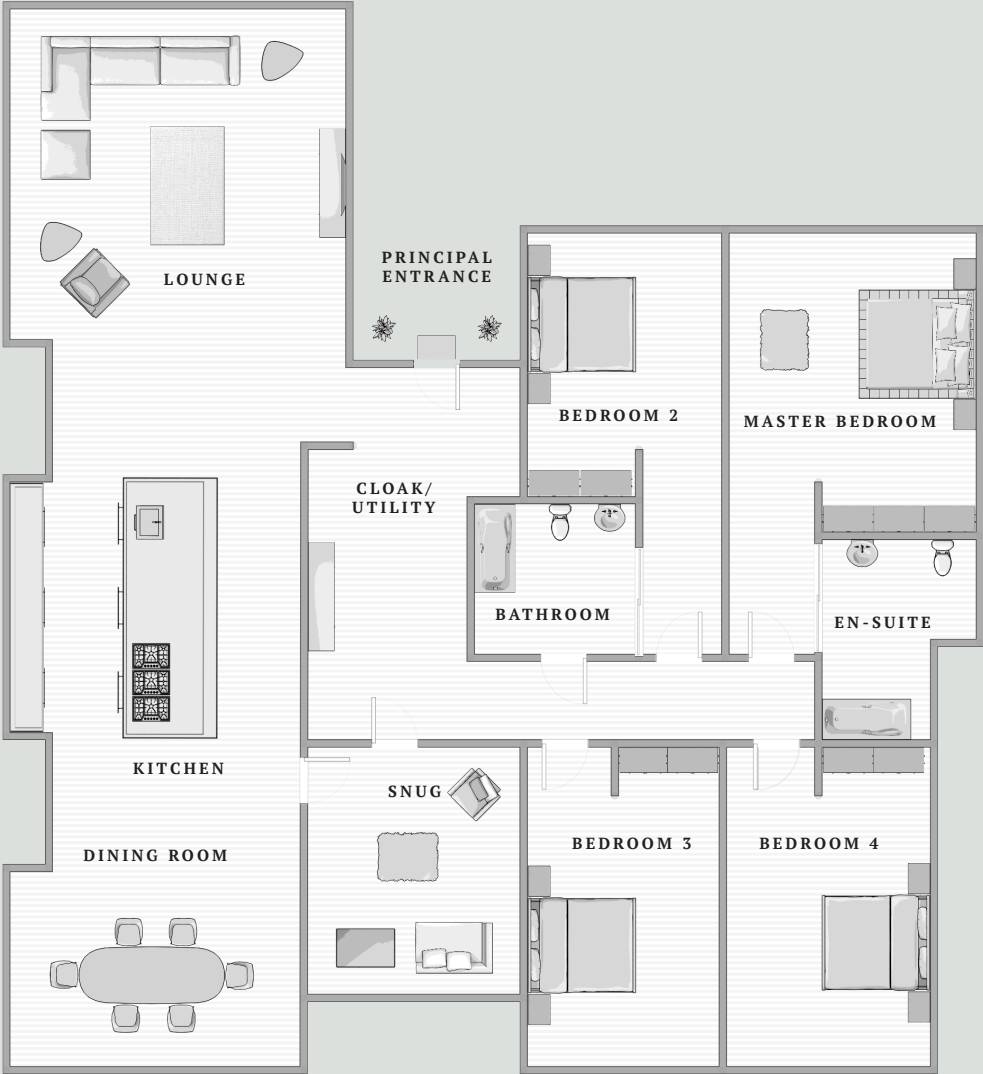 PRINCIPAL
ENTRANCE
LOUNGE
BEDROOM 2
MASTER BEDROOM
CLOAK/
UTILITY
BATHROOM
EN-SUITE
KITCHEN
SNUG
DINING ROOM
BEDROOM 3
BEDROOM 4